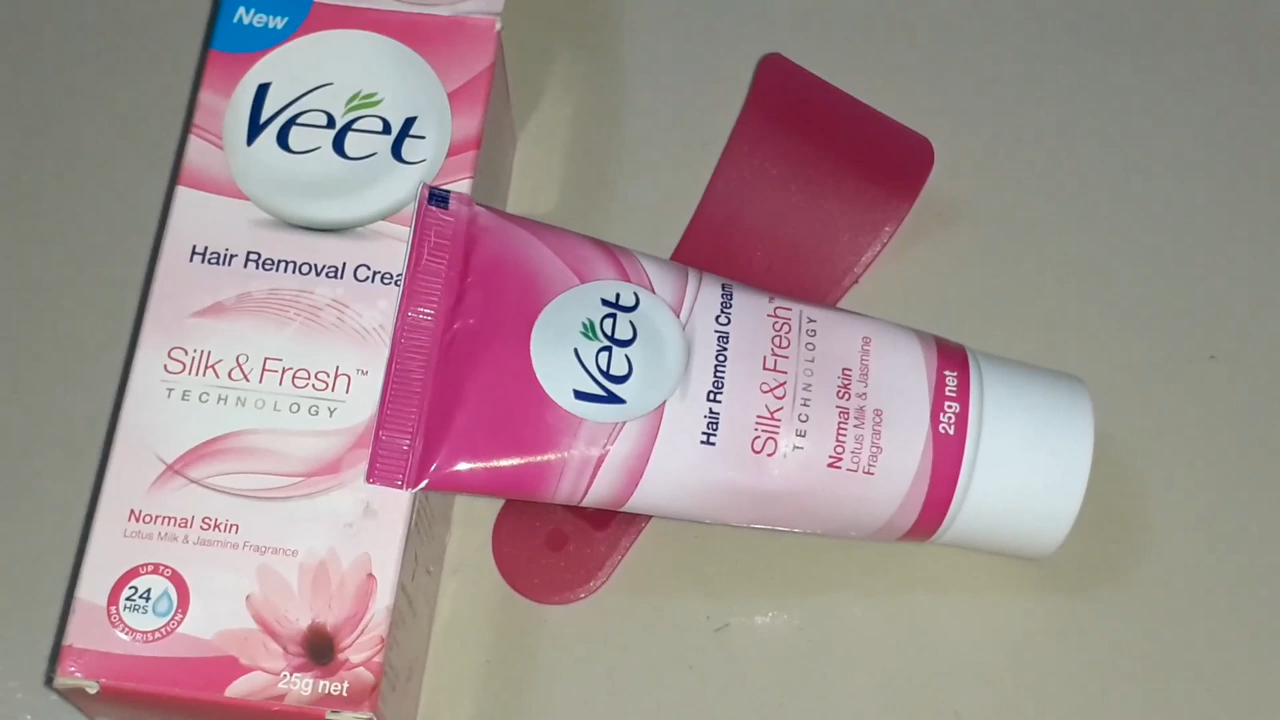 New
Veet
Hair Removal Crea
Silk & Fresh™
TECHNOLOGY
Normal Skin
Lotus Milk & Jasmine Fragrance
UP TO
24
HRS
MOISTURISATION*
25g net
Veet
Hair Removal Cream
Silk & Fresh™
TECHNOLOGY
Normal Skin
Lotus Milk & Jasmine
Fragrance
25g net